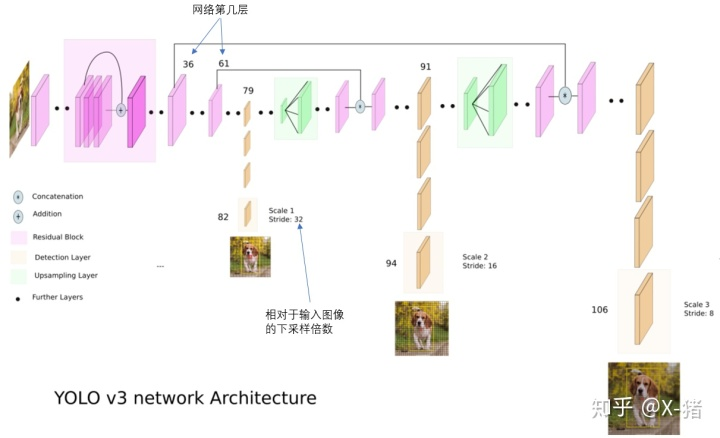 网络第几层
36
61
79
91
Concatenation
Addition
Residual Block
Detection Layer
Upsampling Layer
Further Layers
...
82
Scale 1
Stride: 32
94
Scale 2
Stride: 16
106
Scale 3
Stride: 8
相对于输入图像
的下采样倍数
YOLO v3 network Architecture
知乎 @X-猪